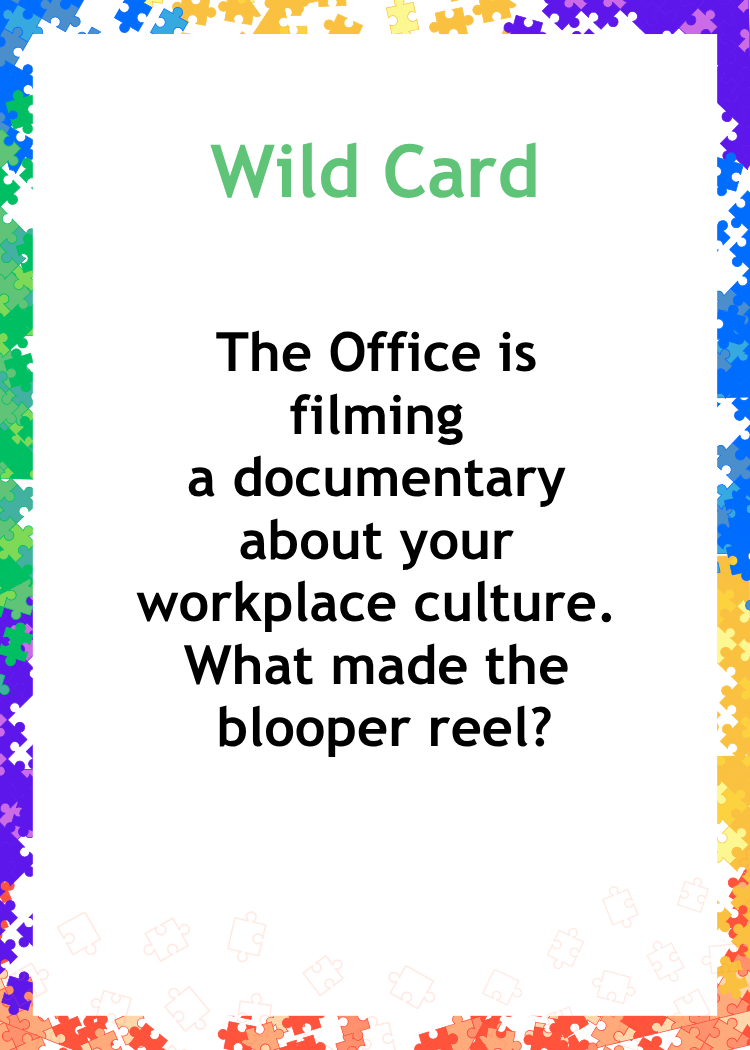 Wild Card
The Office is
filming
a documentary
about your
workplace culture.
What made the
blooper reel?